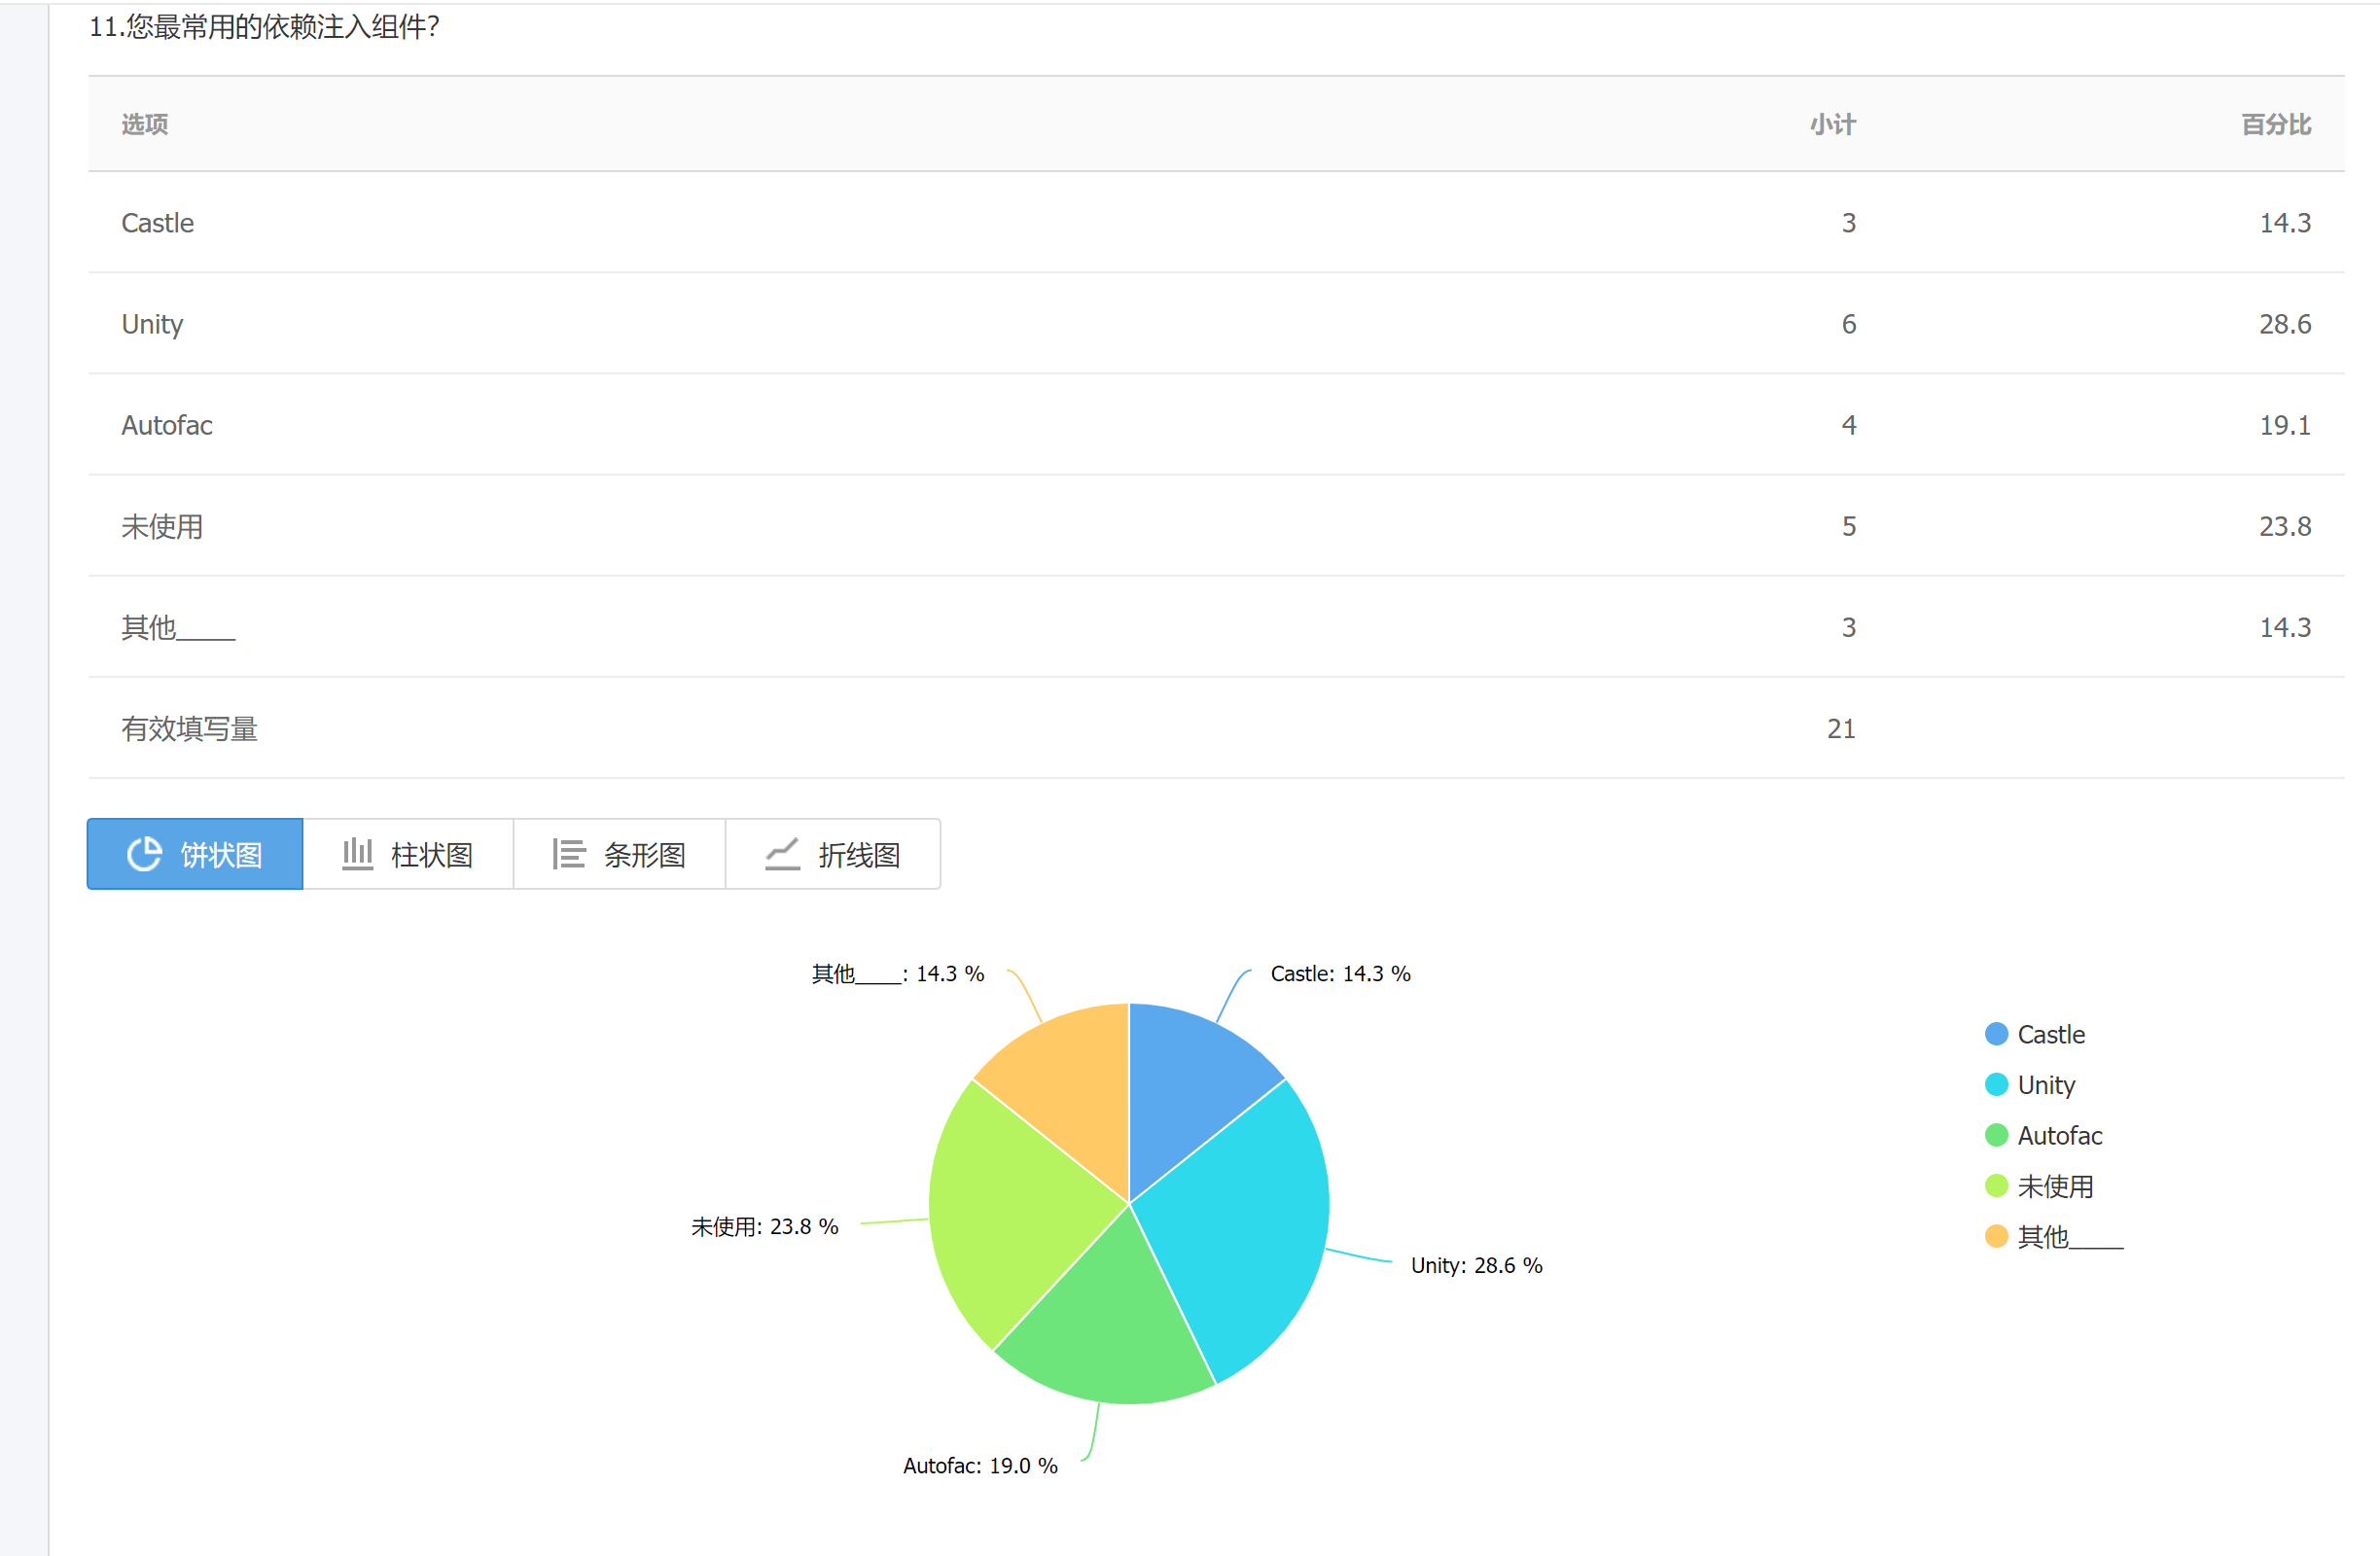 11.您最常用的依赖注入组件？
选项 小计 百分比
Castle 3 14.3
Unity 6 28.6
Autofac 4 19.1
未使用 5 23.8
其他____ 3 14.3
有效填写量 21
饼状图 柱状图 条形图 折线图
其他____: 14.3 % Castle: 14.3 %
Castle
Unity
Autofac
未使用
其他____
未使用: 23.8 %
Unity: 28.6 %
Autofac: 19.0 %